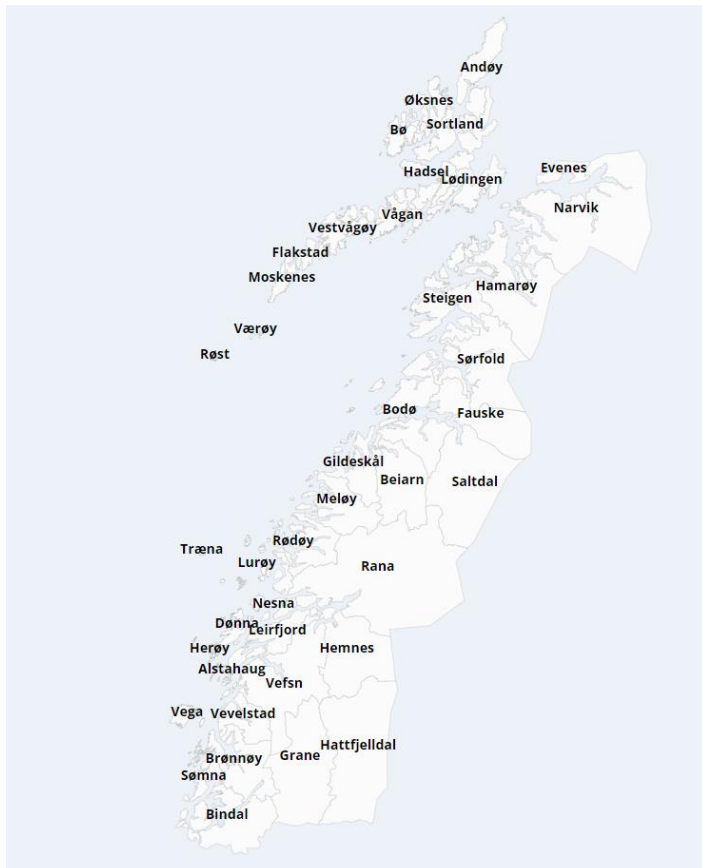 Andøy
Øksnes
Sortland
Bø
Evenes
Hadsel
Lødingen
Narvik
Vågan
Vestvågøy
Flakstad
Moskenes
Hamarøy
Steigen
Værøy
Røst
Sørfold
Bodø
Fauske
Gildeskål
Beiarn
Saltdal
Meløy
Rødøy
Træna
Lurøy
Rana
Nesna
Dønna
Leirfjord
Herøy
Hemnes
Alstahaug
Vefsn
Vega
Vevelstad
Hattfjelldal
Grane
Brønnøy
Sømna
Bindal